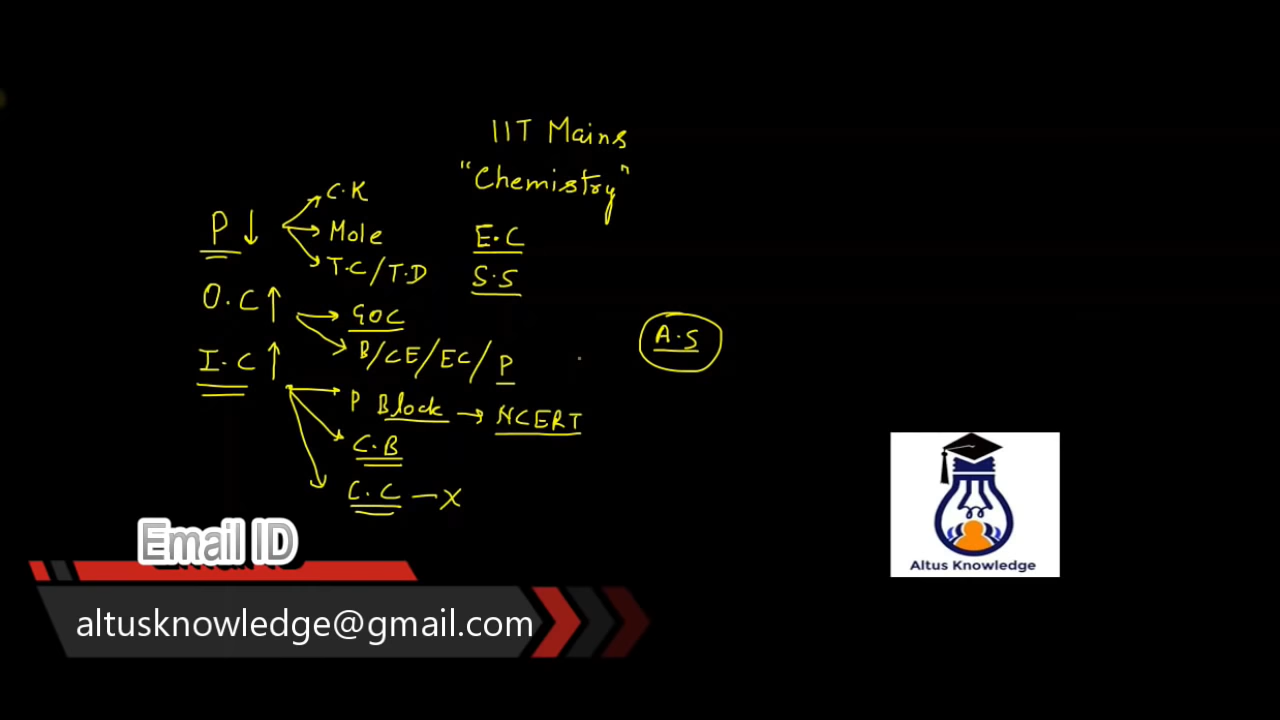 IIT Mains
"Chemistry"
P↓
C.K
Mole
T.C/T.D
E.C
S.S
O.C↑
GOC
B/CE/EC/P
A.S
I.C↑
P Block → NCERT
C.B
C.C – X
Email ID
altusknowledge@gmail.com
Altus Knowledge